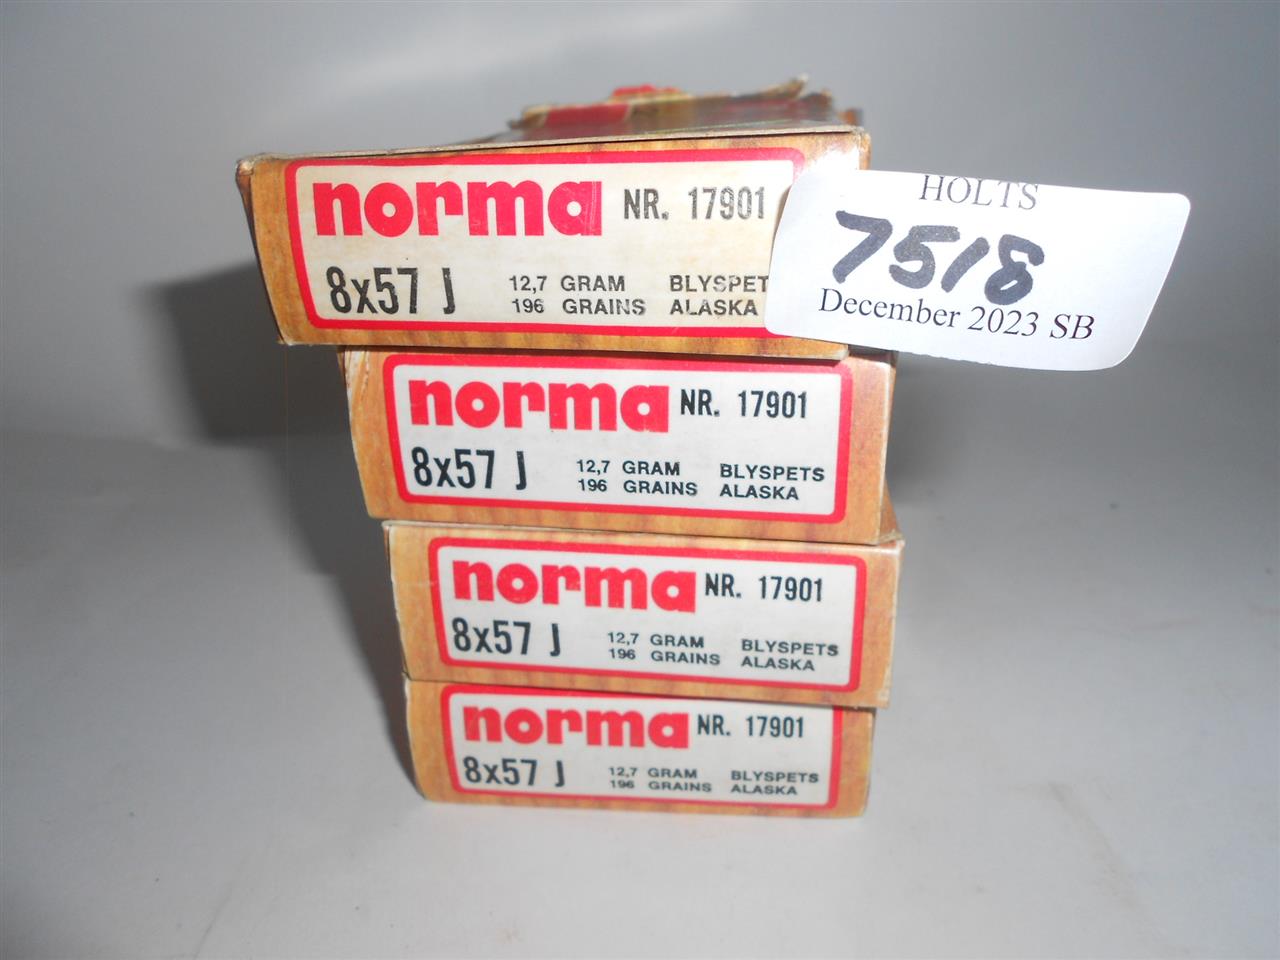 norma NR. 17901
8x57 J 12,7 GRAM BLYSPET
196 GRAINS ALASKA
HOLTS
7518
December 2023 SB
norma NR. 17901
8x57 J 12,7 GRAM BLYSPETS
196 GRAINS ALASKA
norma NR. 17901
8x57 J 12,7 GRAM BLYSPETS
196 GRAINS ALASKA
norma NR. 17901
8x57 J 12,7 GRAM BLYSPETS
196 GRAINS ALASKA